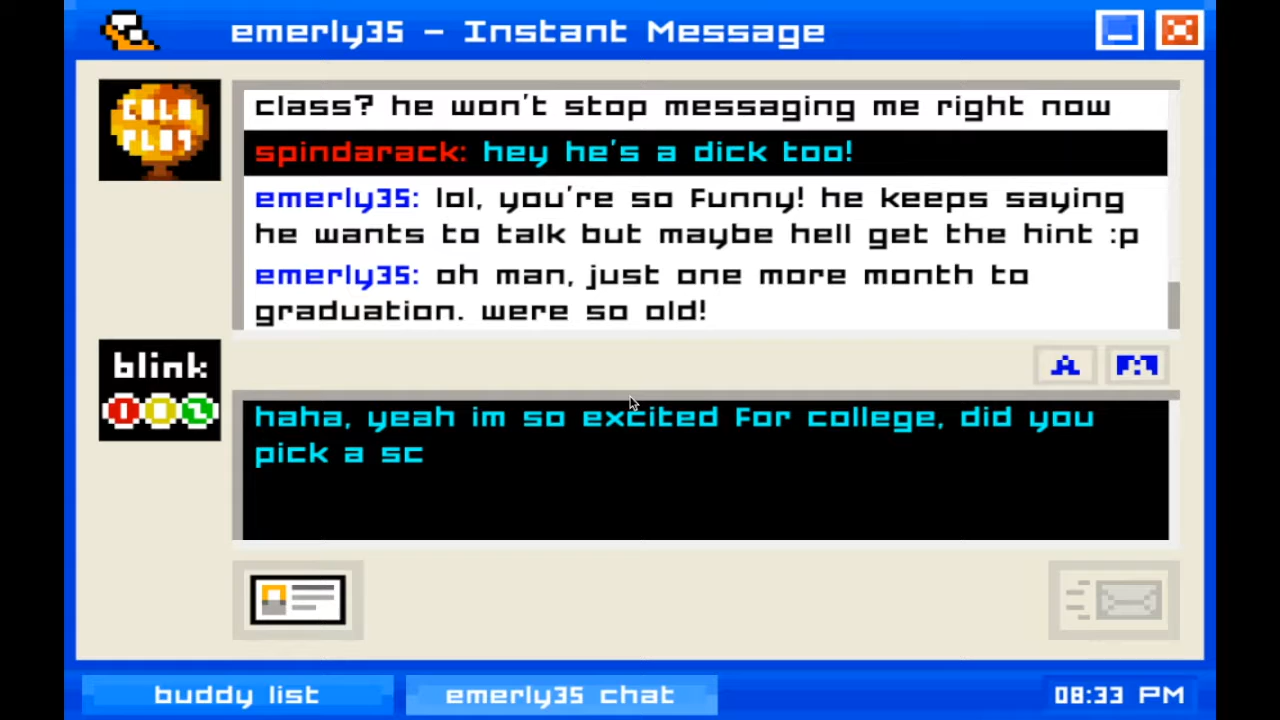 emerly35 - Instant Message
COLD
PLAY
class? he won't stop messaging me right now
spindarack: hey he's a dick too!
emerly35: lol, you're so Funny! he keeps saying
he wants to talk but maybe hell get the hint :p
emerly35: oh man, just one more month to
graduation. were so old!
blink
182
A
haha, yeah im so excited For college, did you
pick a sc
buddy list
emerly35 chat
08:33 PM